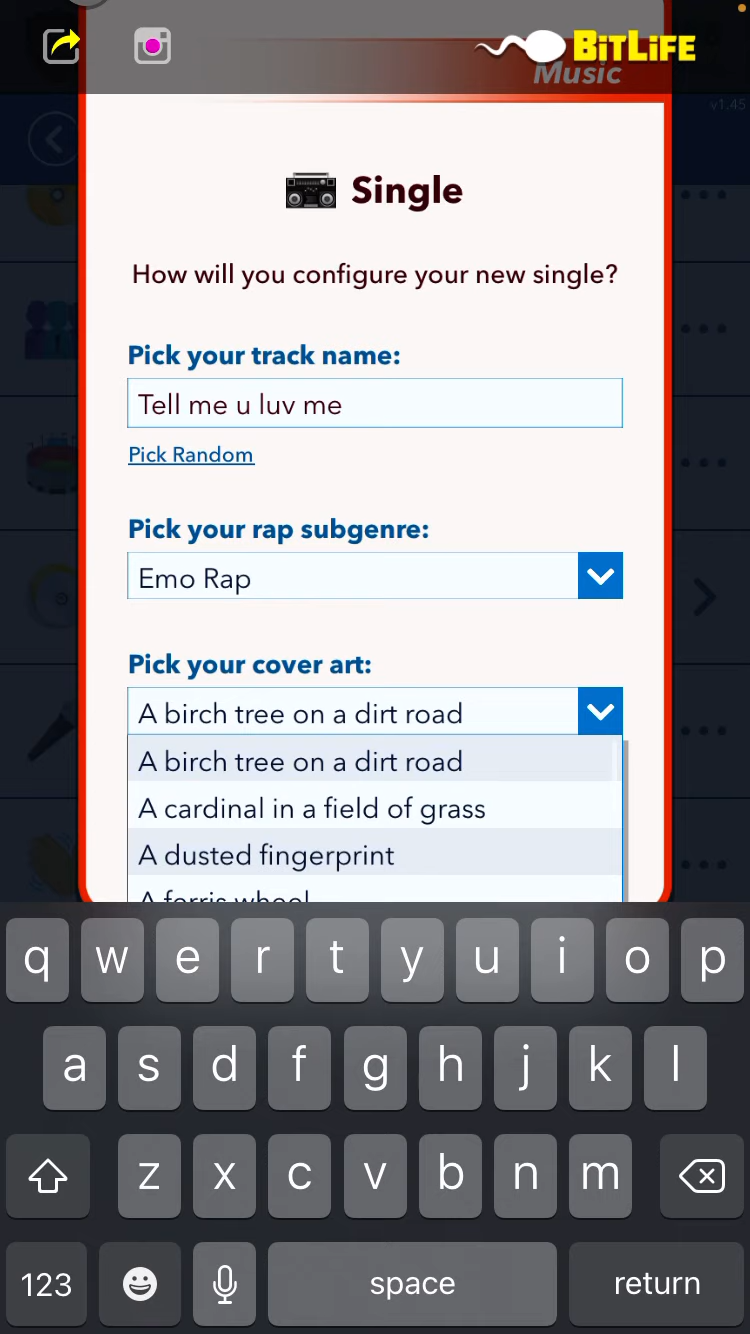 BitLife
Music
v1.45
Single
How will you configure your new single?
Pick your track name:
Tell me u luv me
Pick Random
Pick your rap subgenre:
Emo Rap
Pick your cover art:
A birch tree on a dirt road
A birch tree on a dirt road
A cardinal in a field of grass
A dusted fingerprint
A ferris wheel
q w e r t y u i o p
a s d f g h j k l
z x c v b n m
123 space return